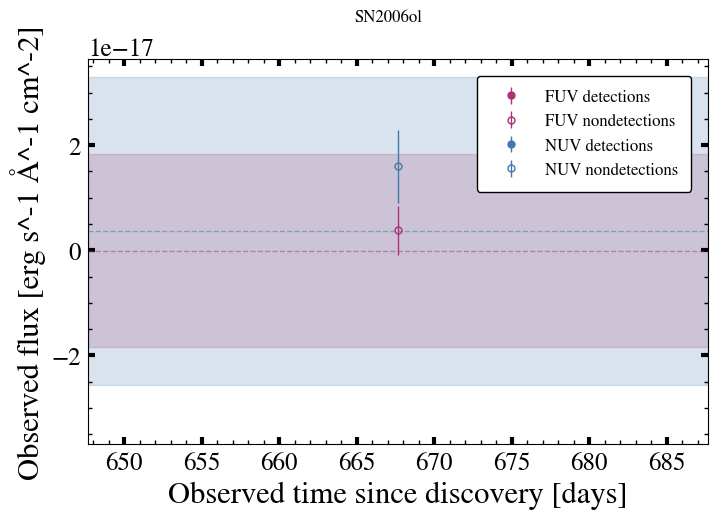 SN2006ol
1e−17
FUV detections
FUV nondetections
NUV detections
NUV nondetections
2
0
−2
Observed flux [erg s^-1 Å^-1 cm^-2]
650 655 660 665 670 675 680 685
Observed time since discovery [days]